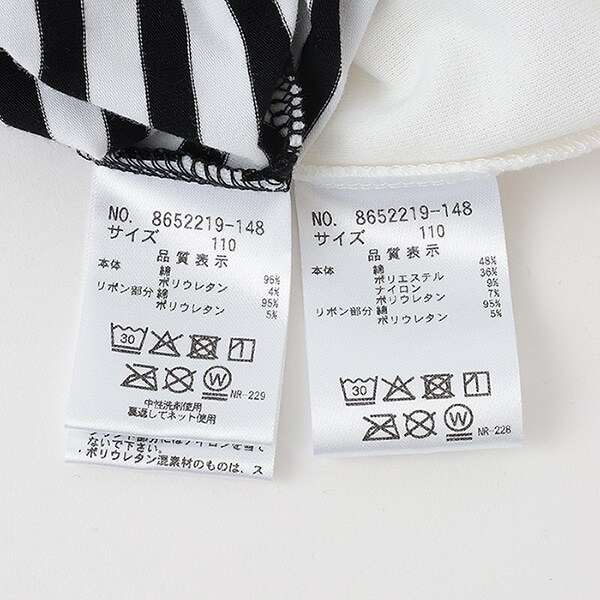 NO. 8652219-148
サイズ 110
品質表示
本体 綿 96%
ポリウレタン 4%
リボン部分 綿 95%
ポリウレタン 5%
30
W
NR-229
中性洗剤使用
裏返してネット使用
ないで下さい。
・ポリウレタン混素材のものは、ス
NO. 8652219-148
サイズ 110
品質表示
本体 綿 48%
ポリエステル 36%
ナイロン 9%
ポリウレタン 7%
リボン部分 綿 95%
ポリウレタン 5%
30
W
NR-228